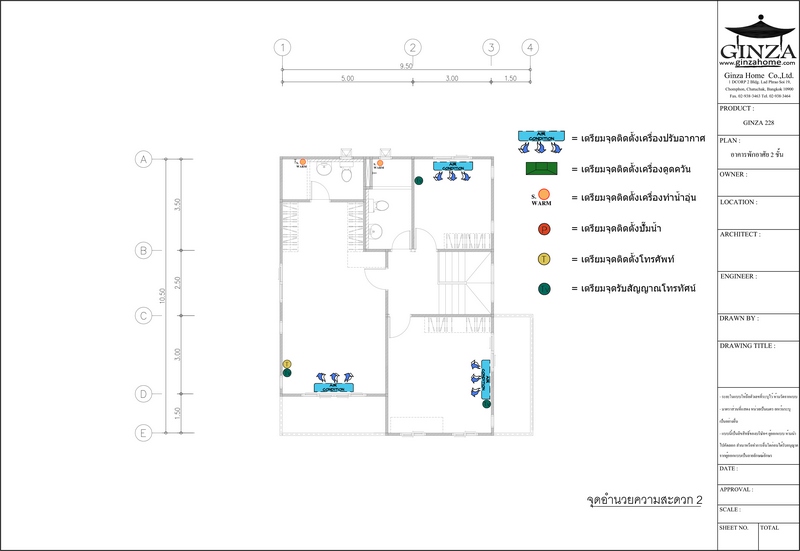 1
2
3
4
9.50
5.00
3.00
1.50
A
B
C
D
E
3.50
2.50
3.00
1.50
10.50
S.
WARM
S.
WARM
AIR
CONDITION
T
AIR
CONDITION
AIR
CONDITION
AIR
CONDITION
= เตรียมจุดติดตั้งเครื่องปรับอากาศ
= เตรียมจุดติดตั้งเครื่องดูดควัน
S.
WARM
= เตรียมจุดติดตั้งเครื่องทำน้ำอุ่น
P
= เตรียมจุดติดตั้งปั๊มน้ำ
T
= เตรียมจุดติดตั้งโทรศัพท์
= เตรียมจุดรับสัญญาณโทรทัศน์
จุดอำนวยความสะดวก 2
GINZA
www.ginzahome.com
Ginza Home Co.,Ltd.
1 DCORP 2 Bldg. Lad Phrao Soi 19,
Chomphon, Chatuchak, Bangkok 10900
Fax. 02-938-3463 Tel. 02-938-3464
PRODUCT :
GINZA 228
PLAN :
อาคารพักอาศัย 2 ชั้น
OWNER :
LOCATION :
ARCHITECT :
ENGINEER :
DRAWN BY :
DRAWING TITLE :
DATE :
APPROVAL :
SCALE :
SHEET NO. TOTAL